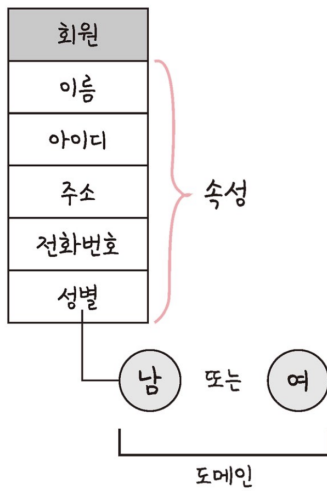 회원
이름
아이디
주소
속성
전화번호
성별
남 또는 여
도메인